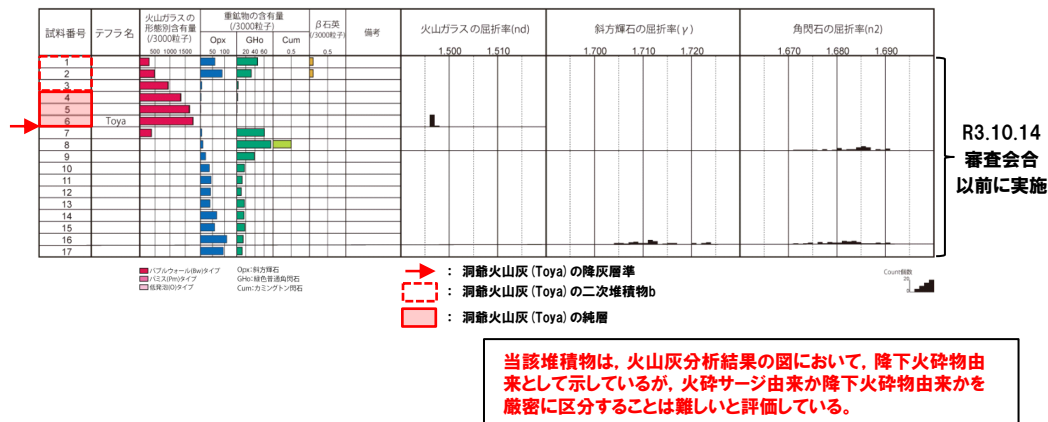 試料番号 テフラ名 火山ガラスの形態別含有量(/3000粒子) 重鉱物の含有量(/3000粒子) β石英(/3000粒子) 備考 火山ガラスの屈折率(nd) 斜方輝石の屈折率(γ) 角閃石の屈折率(n2)
500 1000 1500 Opx GHo Cum 1.500 1.510 1.700 1.710 1.720 1.670 1.680 1.690
50 100 20 40 60 0.5 0.5
1
2
3
4
5
6 Toya
7
8
9
10
11
12
13
14
15
16
17
R3.10.14
審査会合
以前に実施
バブルウォール(Bw)タイプ Opx:斜方輝石
パミス(Pm)タイプ GHo:緑色普通角閃石
低発泡(O)タイプ Cum:カミングトン閃石
: 洞爺火山灰(Toya)の降灰層準
: 洞爺火山灰(Toya)の二次堆積物b
: 洞爺火山灰(Toya)の純層
Count個数
20
0
当該堆積物は,火山灰分析結果の図において,降下火砕物由
来として示しているが,火砕サージ由来か降下火砕物由来かを
厳密に区分することは難しいと評価している。